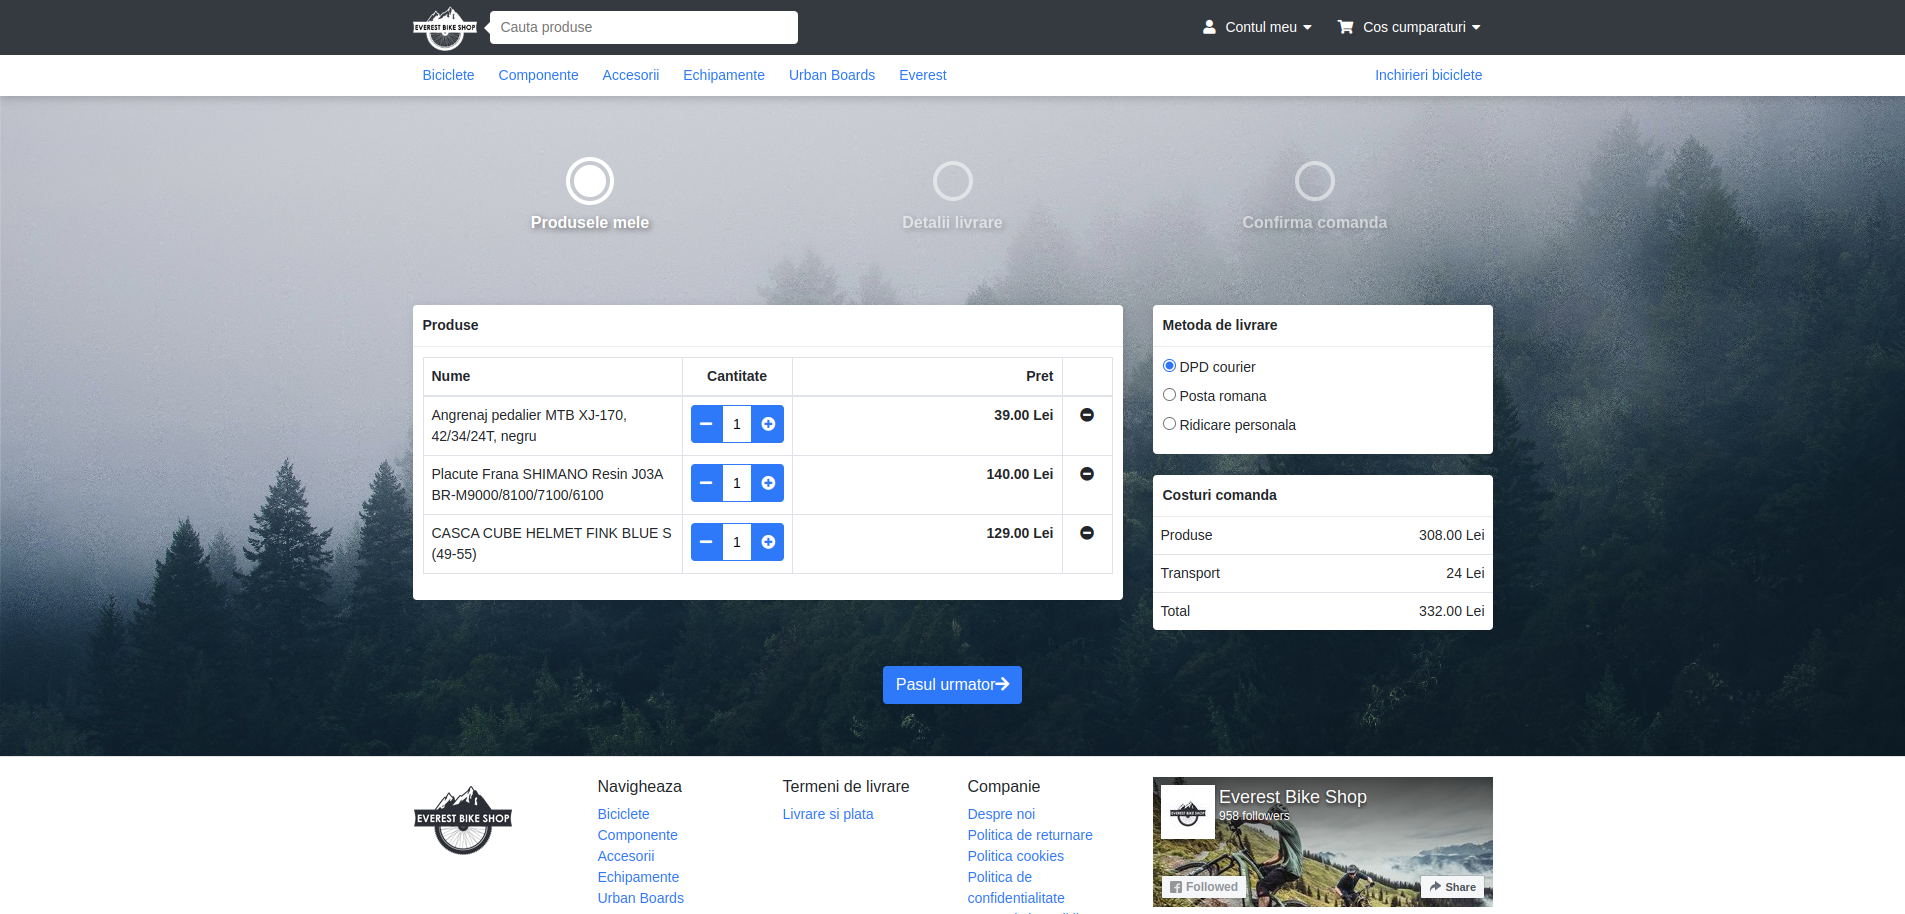 EVEREST BIKE SHOP
Cauta produse
Contul meu
Cos cumparaturi
Biciclete
Componente
Accesorii
Echipamente
Urban Boards
Everest
Inchirieri biciclete
Produsele mele
Detalii livrare
Confirma comanda
Produse
Nume Cantitate Pret
Angrenaj pedalier MTB XJ-170, 1 39.00 Lei
42/34/24T, negru
Placute Frana SHIMANO Resin J03A 1 140.00 Lei
BR-M9000/8100/7100/6100
CASCA CUBE HELMET FINK BLUE S 1 129.00 Lei
(49-55)
Metoda de livrare
DPD courier
Posta romana
Ridicare personala
Costuri comanda
Produse 308.00 Lei
Transport 24 Lei
Total 332.00 Lei
Pasul urmator
EVEREST BIKE SHOP
Navigheaza
Biciclete
Componente
Accesorii
Echipamente
Urban Boards
Termeni de livrare
Livrare si plata
Companie
Despre noi
Politica de returnare
Politica cookies
Politica de
confidentialitate
EVEREST BIKE SHOP
Everest Bike Shop
958 followers
Followed
Share